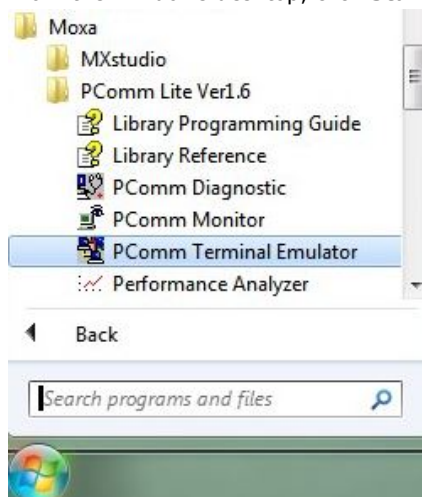 Moxa
MXstudio
PComm Lite Ver1.6
Library Programming Guide
Library Reference
PComm Diagnostic
PComm Monitor
PComm Terminal Emulator
Performance Analyzer
Back
Search programs and files